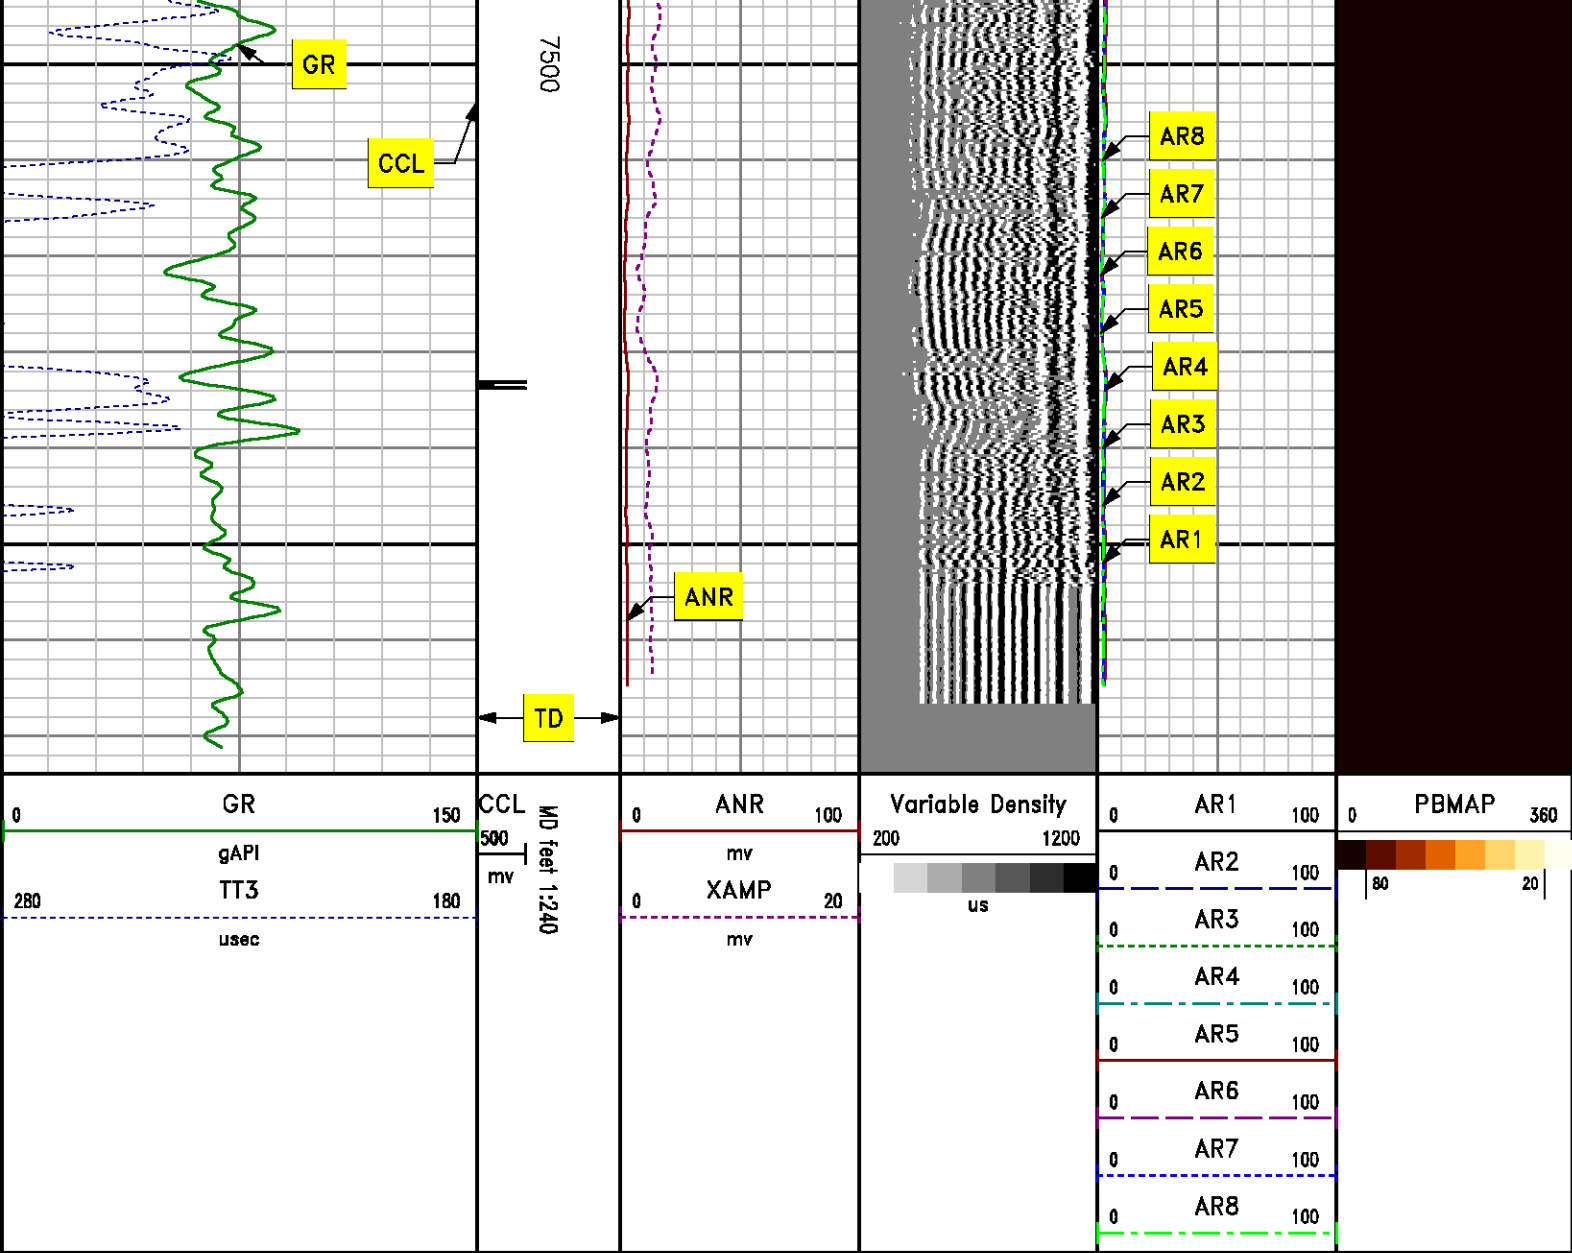 GR
7500
CCL
AR8
AR7
AR6
AR5
AR4
AR3
AR2
AR1
ANR
TD
GR
0 150
gAPI
TT3
280 180
usec
CCL
500
mv
MD feet 1:240
ANR
0 100
mv
XAMP
0 20
mv
Variable Density
200 1200
us
AR1
0 100
AR2
0 100
AR3
0 100
AR4
0 100
AR5
0 100
AR6
0 100
AR7
0 100
AR8
0 100
PBMAP
0 360
80 20